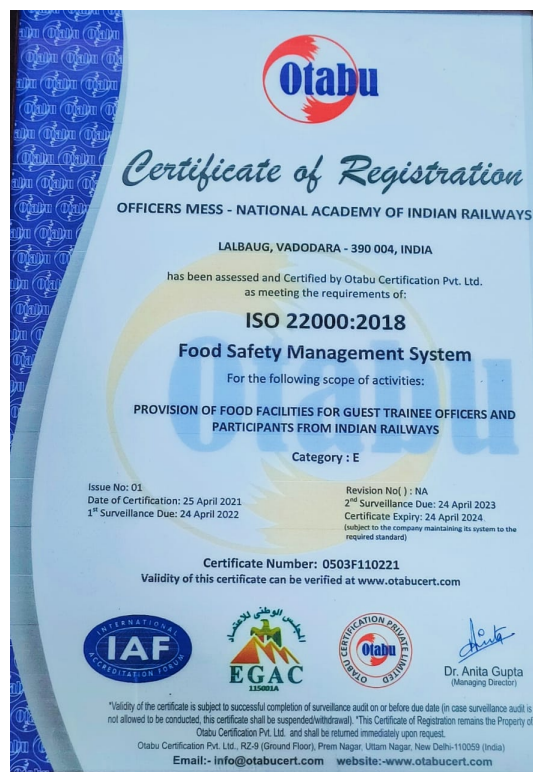 Otabu
Certificate of Registration
OFFICERS MESS - NATIONAL ACADEMY OF INDIAN RAILWAYS
LALBAUG, VADODARA - 390 004, INDIA
has been assessed and Certified by Otabu Certification Pvt. Ltd.
as meeting the requirements of:
ISO 22000:2018
Food Safety Management System
For the following scope of activities:
PROVISION OF FOOD FACILITIES FOR GUEST TRAINEE OFFICERS AND
PARTICIPANTS FROM INDIAN RAILWAYS
Category : E
Issue No: 01
Date of Certification: 25 April 2021
1st Surveillance Due: 24 April 2022
Revision No( ) : NA
2nd Surveillance Due: 24 April 2023
Certificate Expiry: 24 April 2024
(subject to the company maintaining its system to the
required standard)
Certificate Number: 0503F110221
Validity of this certificate can be verified at www.otabucert.com
INTERNATIONAL
IAF
ACCREDITATION FORUM
المجلس الوطني للاعتماد
EGAC
115001A
OTABU CERTIFICATION PRIVATE LIMITED
Otabu
Anita
Dr. Anita Gupta
(Managing Director)
*Validity of the certificate is subject to successful completion of surveillance audit on or before due date (in case surveillance audit is
not allowed to be conducted, this certificate shall be suspended/withdrawal). *This Certificate of Registration remains the Property of
Otabu Certification Pvt. Ltd. and shall be returned immediately upon request.
Otabu Certification Pvt. Ltd., RZ-9 (Ground Floor), Prem Nagar, Uttam Nagar, New Delhi-110059 (India)
Email:- info@otabucert.com website:-www.otabucert.com